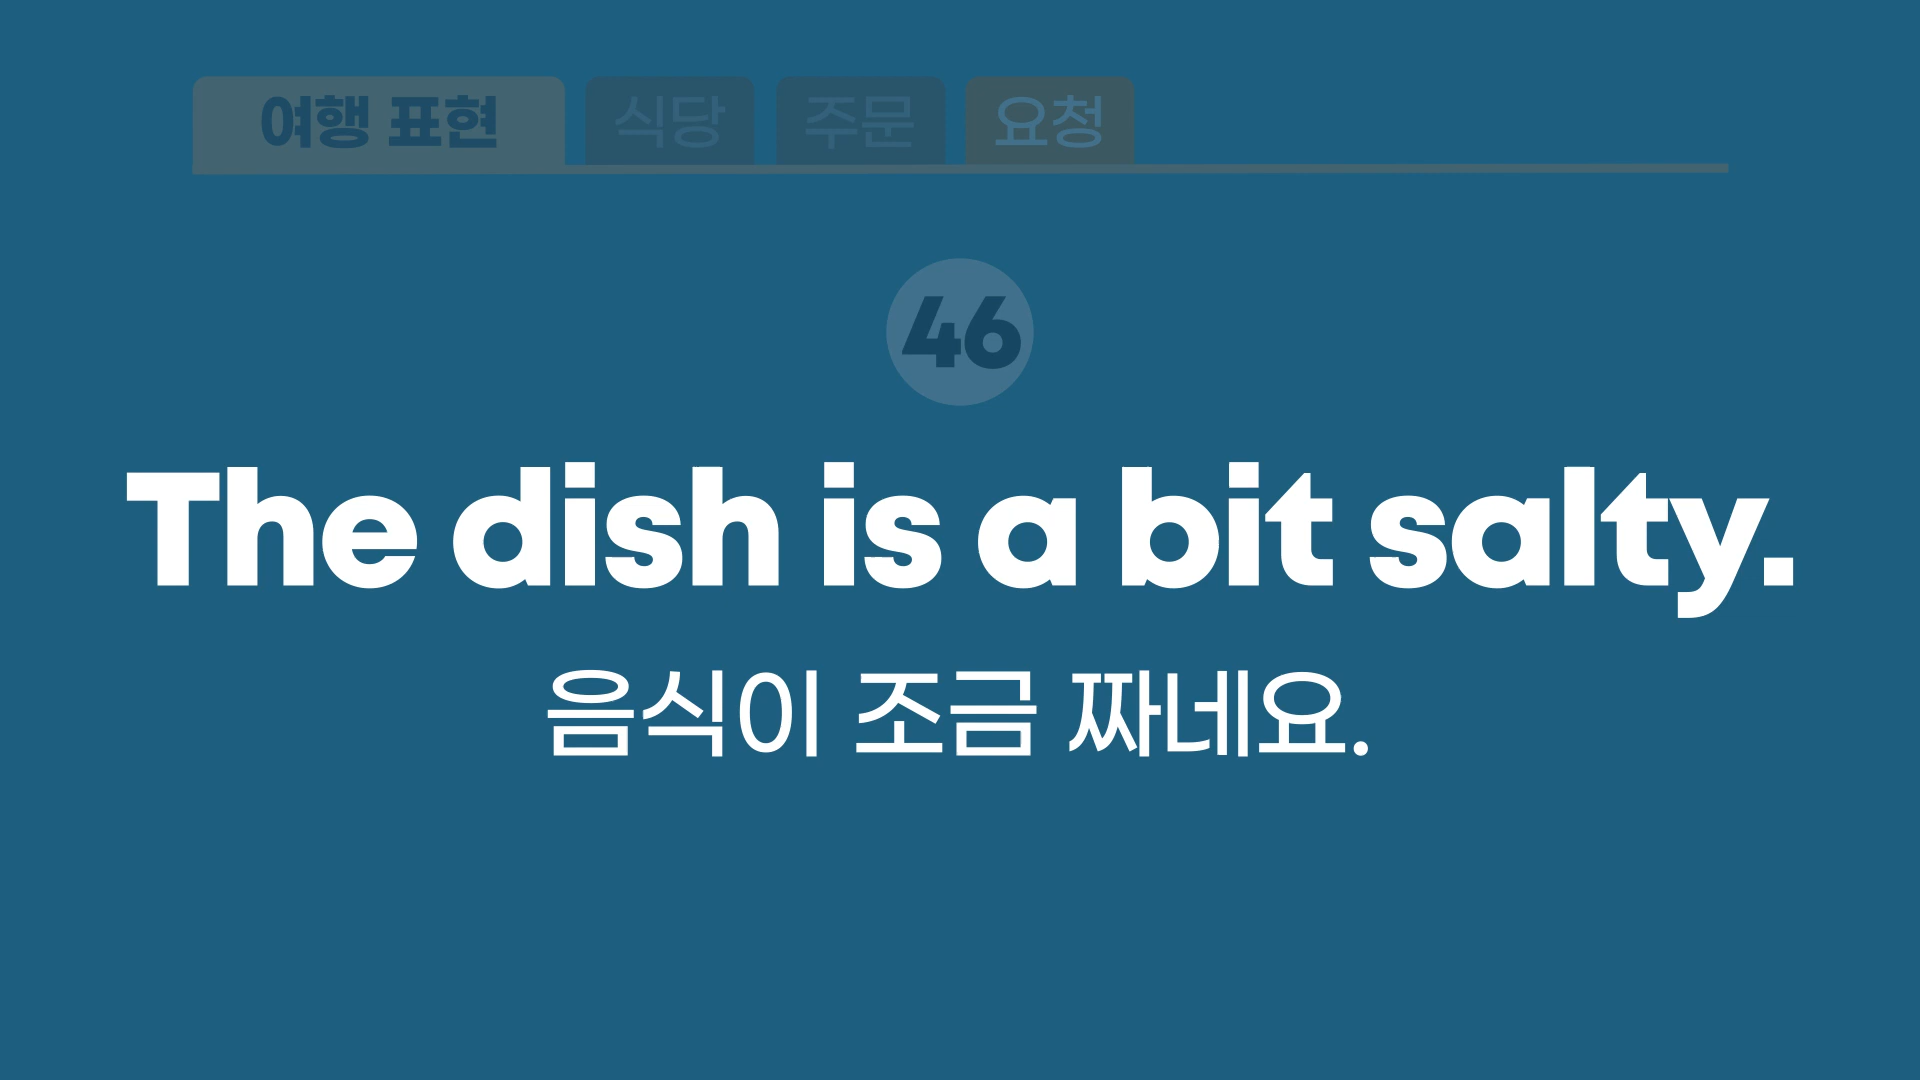 여행 표현 식당 주문 요청
46
The dish is a bit salty.
음식이 조금 짜네요.